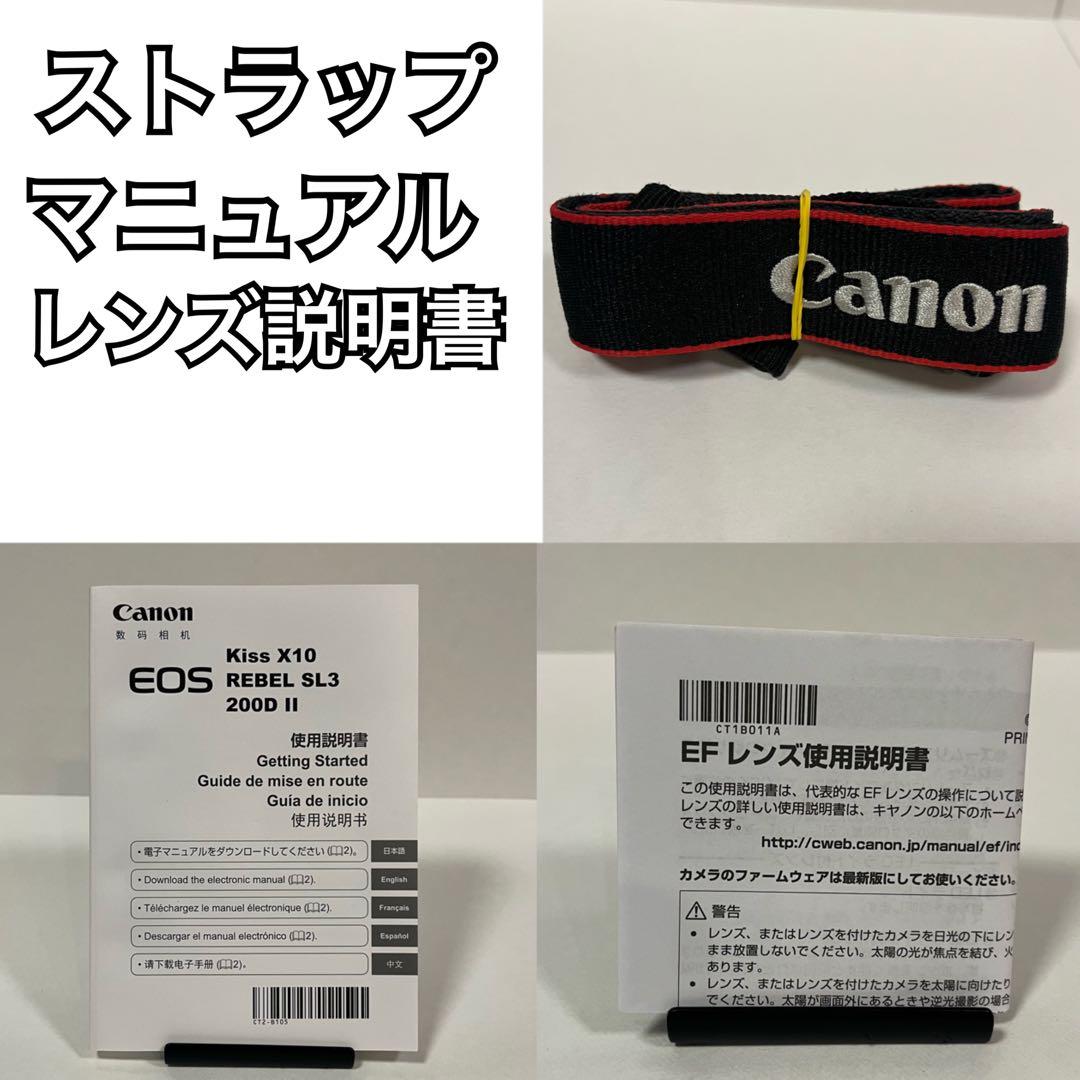 ストラップ
マニュアル
レンズ説明書
Canon
Canon
数码相机
EOS
Kiss X10
REBEL SL3
200D II
使用説明書
Getting Started
Guide de mise en route
Guía de inicio
使用说明书
・電子マニュアルをダウンロードしてください(2)。 日本語
• Download the electronic manual (2). English
• Téléchargez le manuel électronique (2). Français
• Descargar el manual electrónico (2). Español
• 请下载电子手册(2)。 中文
CT2-B105
CT1B011A
PRIN
EF レンズ使用説明書
この使用説明書は、代表的な EF レンズの操作について説
レンズの詳しい使用説明書は、キヤノンの以下のホームペ
できます。
http://cweb.canon.jp/manual/ef/ind
カメラのファームウェアは最新版にしてお使いください。
警告
• レンズ、またはレンズを付けたカメラを日光の下にレン
まま放置しないでください。太陽の光が焦点を結び、火
あります。
• レンズ、またはレンズを付けたカメラを太陽に向けたり
でください。太陽が画面外にあるときや逆光撮影の場合